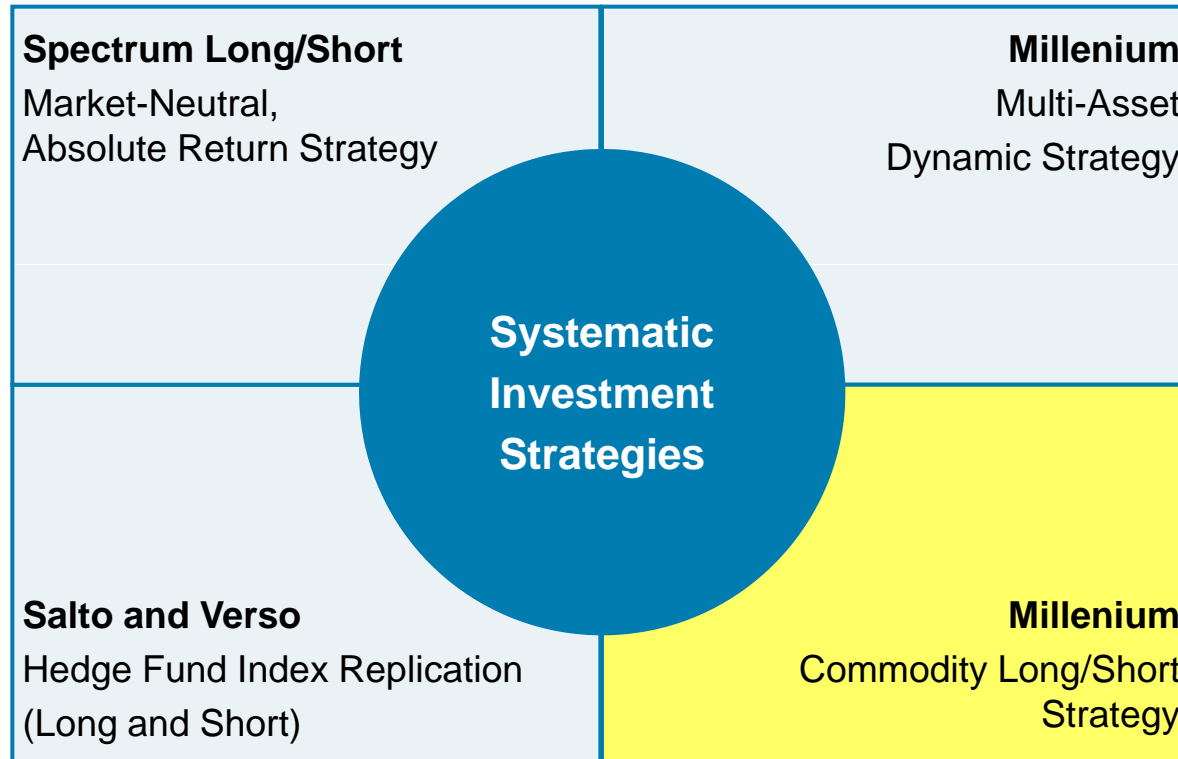 Spectrum Long/Short
Market-Neutral,
Absolute Return Strategy
Millenium
Multi-Asset
Dynamic Strategy
Systematic
Investment
Strategies
Salto and Verso
Hedge Fund Index Replication
(Long and Short)
Millenium
Commodity Long/Short
Strategy